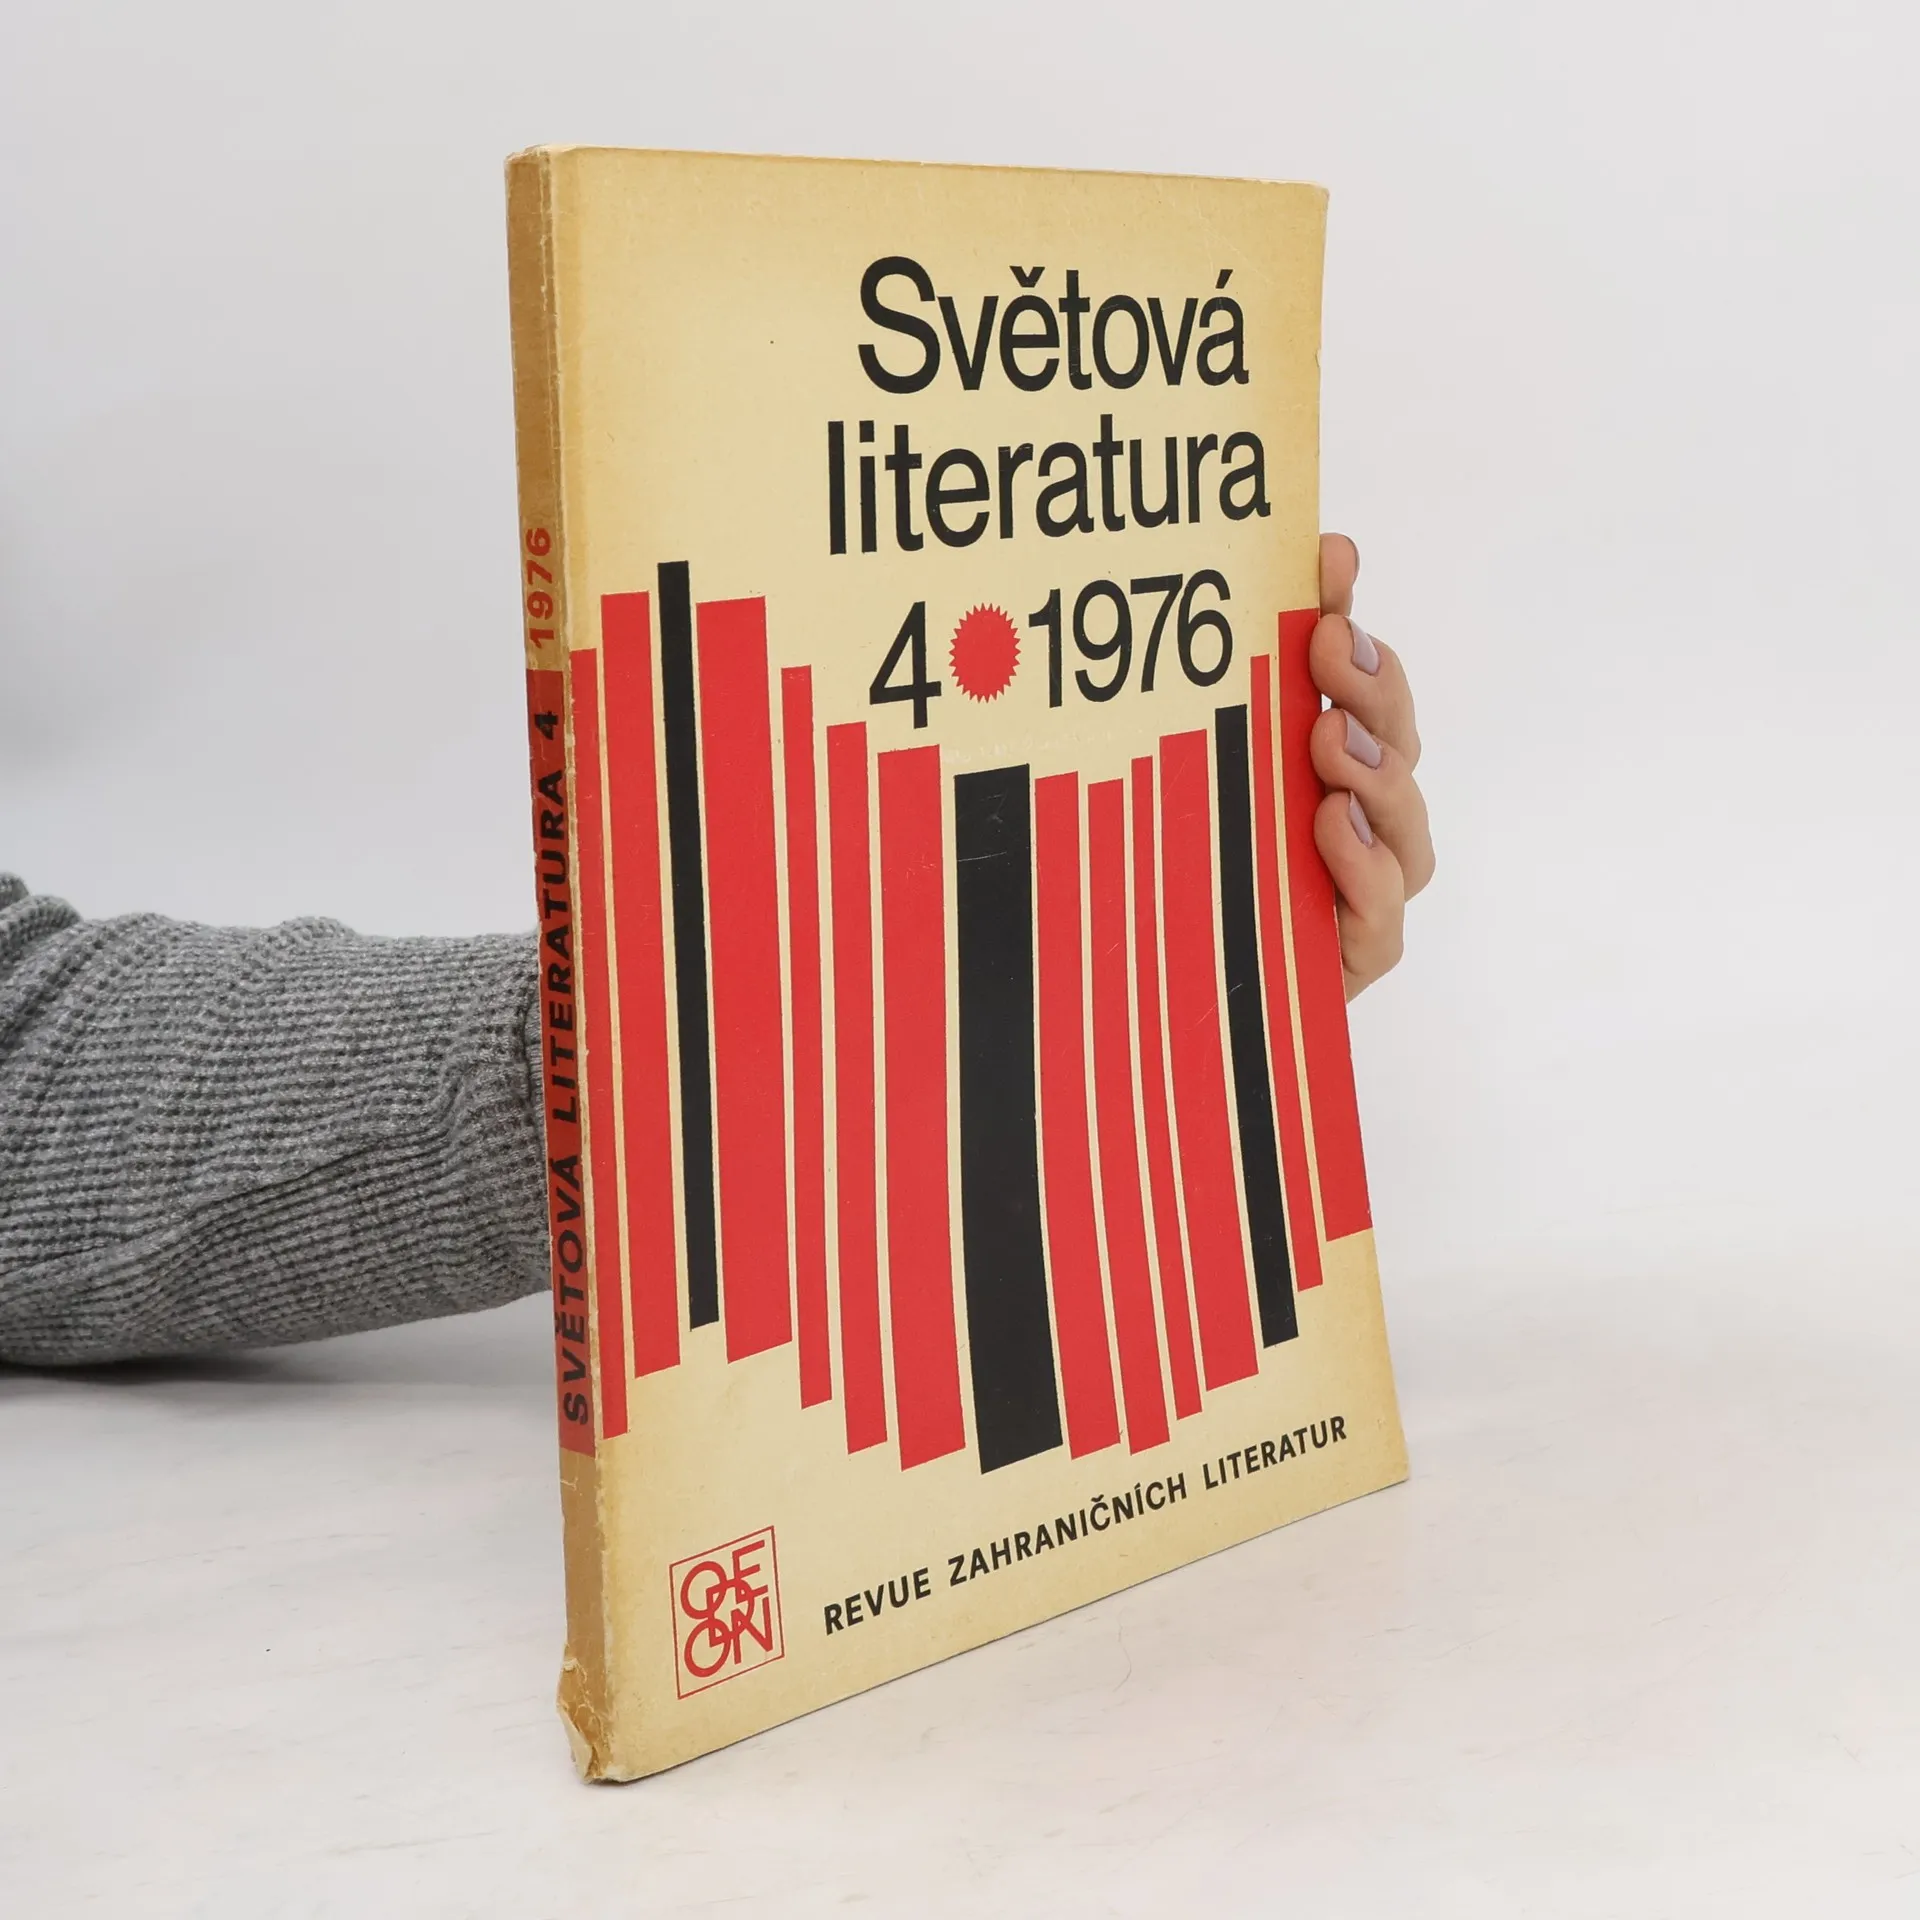 Světová
literatura
4 1976
REVUE ZAHRANIČNÍCH LITERATUR
ODEON
SVĚTOVÁ LITERATURA 4 1976